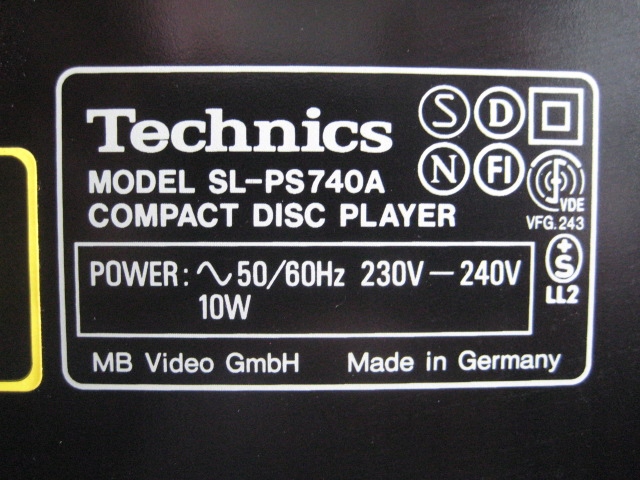 Technics
S D
N FI
MODEL SL-PS740A
COMPACT DISC PLAYER
VDE
VFG.243
POWER: ∿50/60Hz 230V－240V
10W
+S
LL2
MB Video GmbH Made in Germany